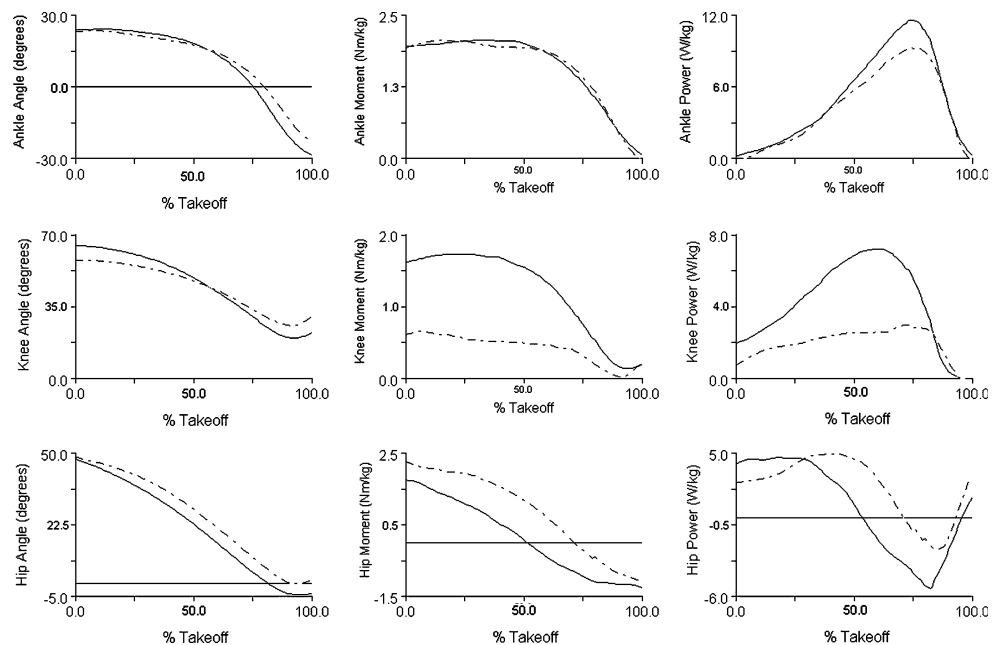 30.0
0.0
-30.0
Ankle Angle (degrees)
0.0 50.0 100.0
% Takeoff
2.5
1.3
0.0
Ankle Moment (Nm/kg)
0.0 50.0 100.0
% Takeoff
12.0
6.0
0.0
Ankle Power (W/kg)
0.0 50.0 100.0
% Takeoff
70.0
35.0
0.0
Knee Angle (degrees)
0.0 50.0 100.0
% Takeoff
2.0
1.0
0.0
Knee Moment (Nm/kg)
0.0 50.0 100.0
% Takeoff
8.0
4.0
0.0
Knee Power (W/kg)
0.0 50.0 100.0
% Takeoff
50.0
22.5
-5.0
Hip Angle (degrees)
0.0 50.0 100.0
% Takeoff
2.5
0.5
-1.5
Hip Moment (Nm/kg)
0.0 50.0 100.0
% Takeoff
5.0
-0.5
-6.0
Hip Power (W/kg)
0.0 50.0 100.0
% Takeoff